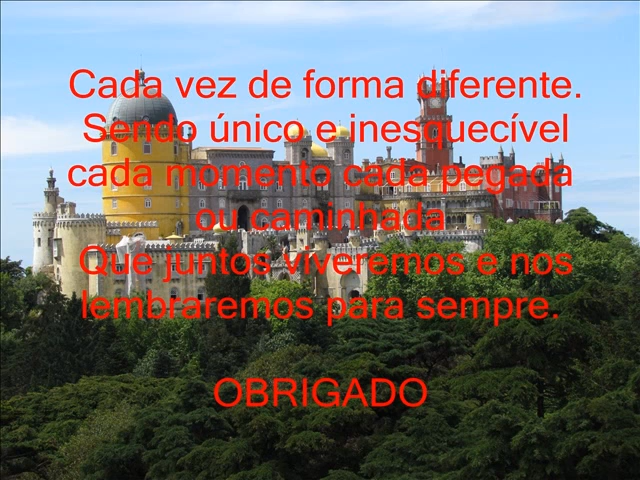 Cada vez de forma diferente.
Sendo único e inesquecível
cada momento cada pegada
ou caminhada
Que juntos viveremos e nos
lembraremos para sempre.
OBRIGADO